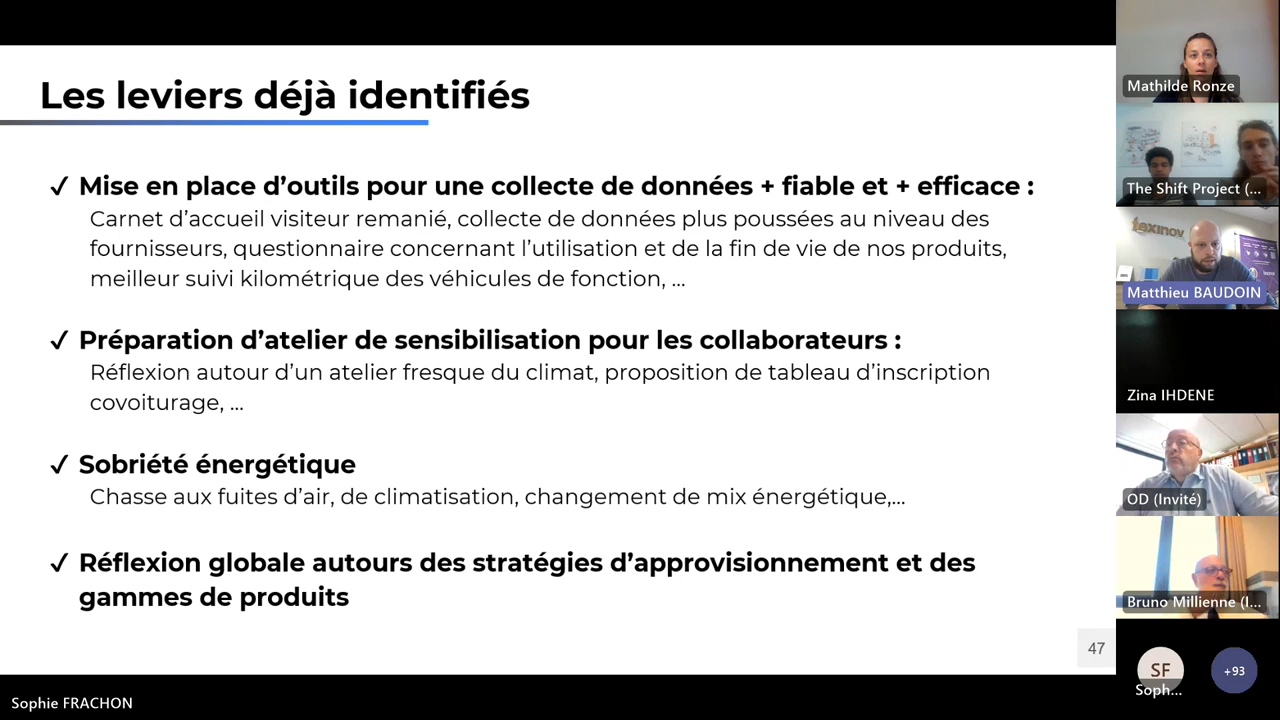 Les leviers déjà identifiés
✓ Mise en place d’outils pour une collecte de données + fiable et + efficace :
Carnet d’accueil visiteur remanié, collecte de données plus poussées au niveau des
fournisseurs, questionnaire concernant l’utilisation et de la fin de vie de nos produits,
meilleur suivi kilométrique des véhicules de fonction, ...
✓ Préparation d’atelier de sensibilisation pour les collaborateurs :
Réflexion autour d’un atelier fresque du climat, proposition de tableau d’inscription
covoiturage, ...
✓ Sobriété énergétique
Chasse aux fuites d’air, de climatisation, changement de mix énergétique,...
✓ Réflexion globale autours des stratégies d’approvisionnement et des
gammes de produits
47
Sophie FRACHON
Mathilde Ronze
The Shift Project (...
texinov
Matthieu BAUDOIN
Zina IHDENE
OD (Invité)
Bruno Millienne (I...
SF
Soph...
+93